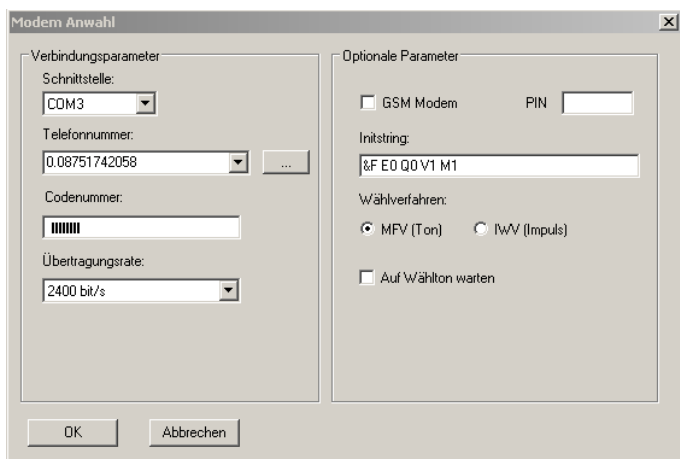 Modem Anwahl
Verbindungsparameter
Schnittstelle:
COM3
Telefonnummer:
0.08751742058
...
Codenummer:
Übertragungsrate:
2400 bit/s
Optionale Parameter
GSM Modem PIN
Initstring:
&F E0 Q0 V1 M1
Wählverfahren:
MFV (Ton) IWV (Impuls)
Auf Wählton warten
OK Abbrechen